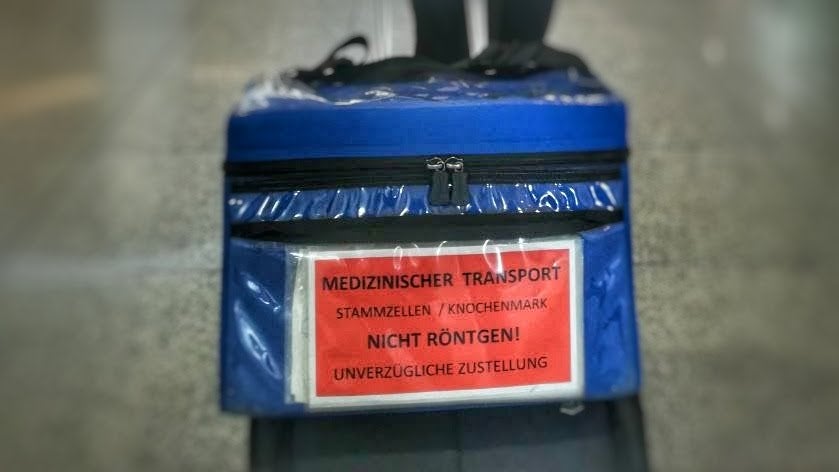 MEDIZINISCHER TRANSPORT
STAMMZELLEN / KNOCHENMARK
NICHT RÖNTGEN!
UNVERZÜGLICHE ZUSTELLUNG